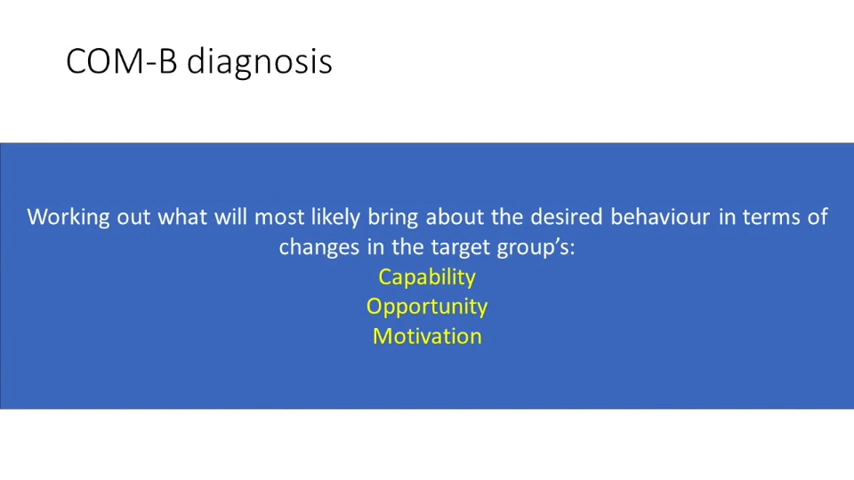 COM-B diagnosis
Working out what will most likely bring about the desired behaviour in terms of
changes in the target group’s:
Capability
Opportunity
Motivation